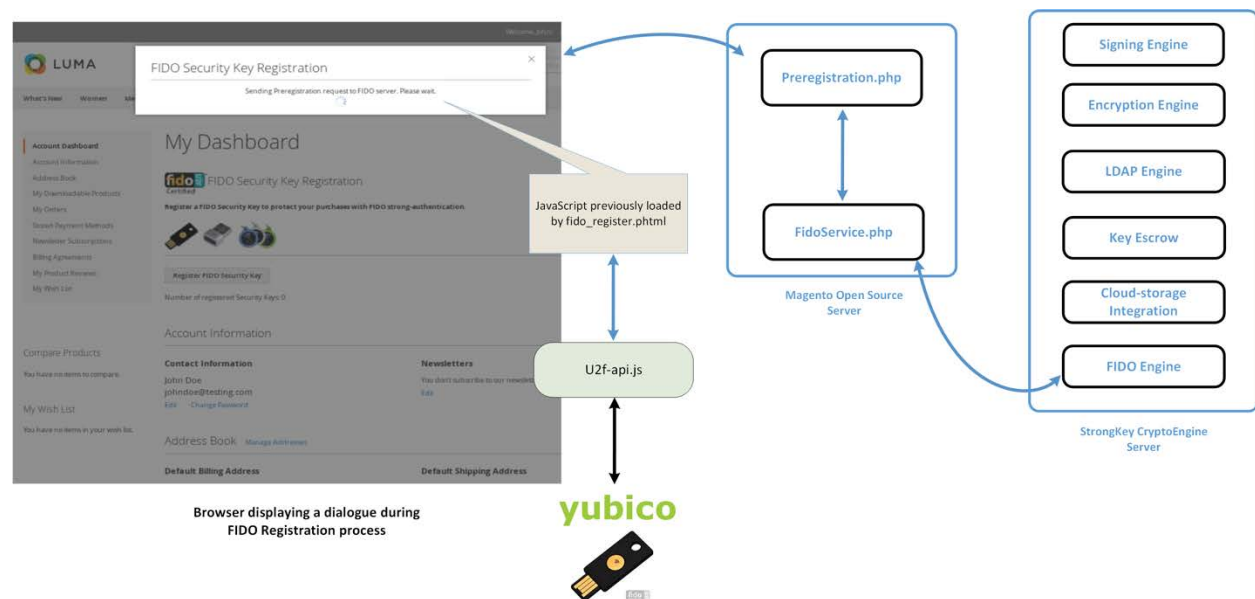 Welcome, John
LUMA
FIDO Security Key Registration
×
Sending Preregistration request to FIDO server. Please wait.
What's New Women
Account Dashboard
Account Information
Address Book
My Downloadable Products
My Orders
Stored Payment Methods
Newsletter Subscriptions
Billing Agreements
My Product Reviews
My Wish List
Compare Products
You have no items to compare.
My Wish List
You have no items in your wish list.
My Dashboard
fido
Certified
FIDO Security Key Registration
Register a FIDO Security Key to protect your purchases with FIDO strong-authentication.
Register FIDO Security Key
Number of registered Security Keys: 0
Account Information
Contact Information
John Doe
johndoe@testing.com
Edit Change Password
Newsletters
You don't subscribe to our newsletter
Edit
Address Book Manage Addresses
Default Billing Address
Default Shipping Address
Browser displaying a dialogue during
FIDO Registration process
JavaScript previously loaded
by fido_register.phtml
U2f-api.js
yubico
fido
Preregistration.php
FidoService.php
Magento Open Source
Server
Signing Engine
Encryption Engine
LDAP Engine
Key Escrow
Cloud-storage
Integration
FIDO Engine
StrongKey CryptoEngine
Server